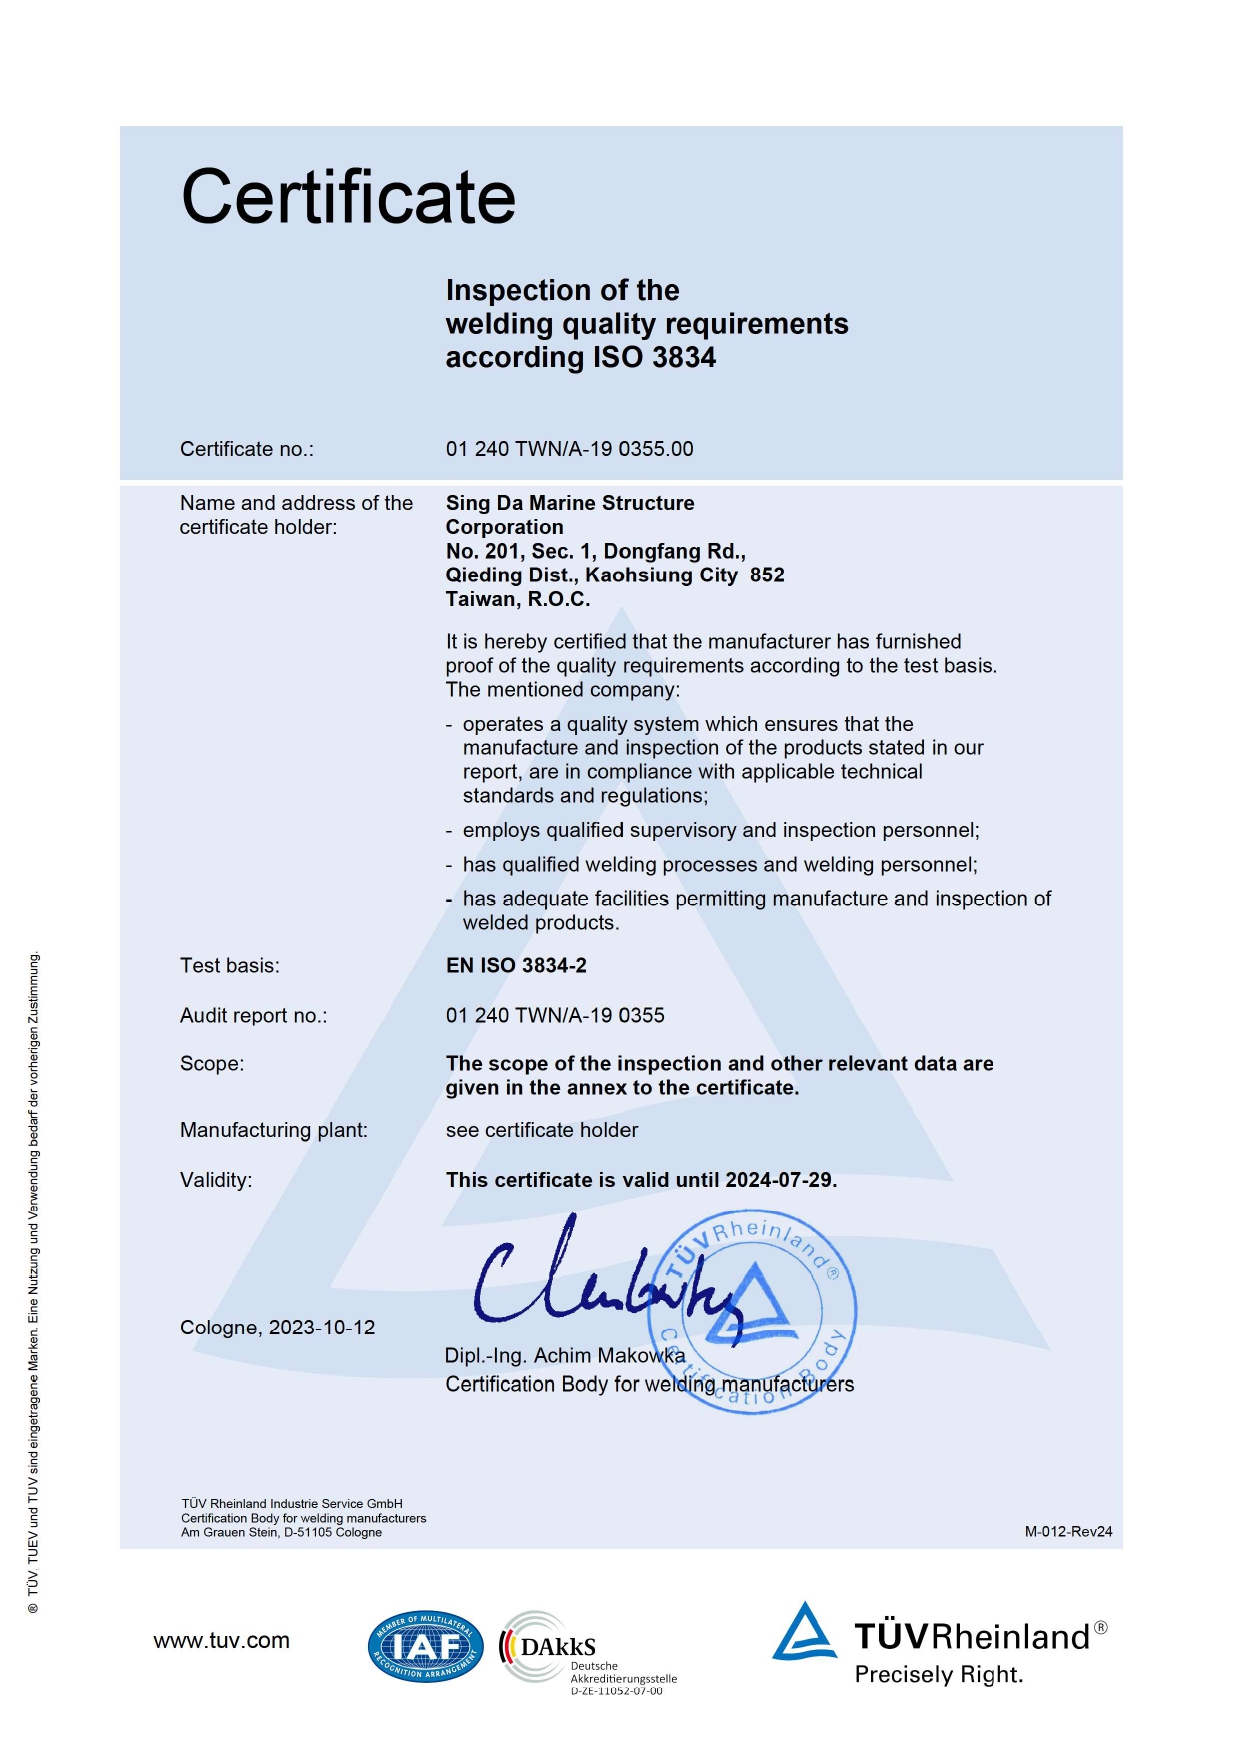 Certificate
Inspection of the
welding quality requirements
according ISO 3834
Certificate no.: 01 240 TWN/A-19 0355.00
Name and address of the Sing Da Marine Structure
certificate holder: Corporation
No. 201, Sec. 1, Dongfang Rd.,
Qieding Dist., Kaohsiung City 852
Taiwan, R.O.C.
It is hereby certified that the manufacturer has furnished
proof of the quality requirements according to the test basis.
The mentioned company:
- operates a quality system which ensures that the
manufacture and inspection of the products stated in our
report, are in compliance with applicable technical
standards and regulations;
- employs qualified supervisory and inspection personnel;
- has qualified welding processes and welding personnel;
- has adequate facilities permitting manufacture and inspection of
welded products.
Test basis: EN ISO 3834-2
Audit report no.: 01 240 TWN/A-19 0355
Scope: The scope of the inspection and other relevant data are
given in the annex to the certificate.
Manufacturing plant: see certificate holder
Validity: This certificate is valid until 2024-07-29.
TÜVRheinland®
Certification Body
Cologne, 2023-10-12
Dipl.-Ing. Achim Makowka
Certification Body for welding manufacturers
TÜV Rheinland Industrie Service GmbH
Certification Body for welding manufacturers
Am Grauen Stein, D-51105 Cologne
M-012-Rev24
® TÜV, TUEV und TUV sind eingetragene Marken. Eine Nutzung und Verwendung bedarf der vorherigen Zustimmung.
www.tuv.com
MEMBER OF MULTILATERAL
IAF
RECOGNITION ARRANGEMENT
DAkkS
Deutsche
Akkreditierungsstelle
D-ZE-11052-07-00
TÜVRheinland®
Precisely Right.